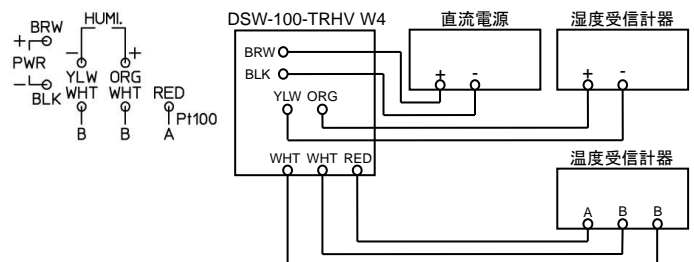 HUMI.
BRW
+
-
+
PWR
-
BLK
YLW ORG
WHT WHT RED
Pt100
B B A
DSW-100-TRHV W4
BRW
BLK
YLW ORG
WHT WHT RED
直流電源
+ -
湿度受信計器
+ -
温度受信計器
A B B